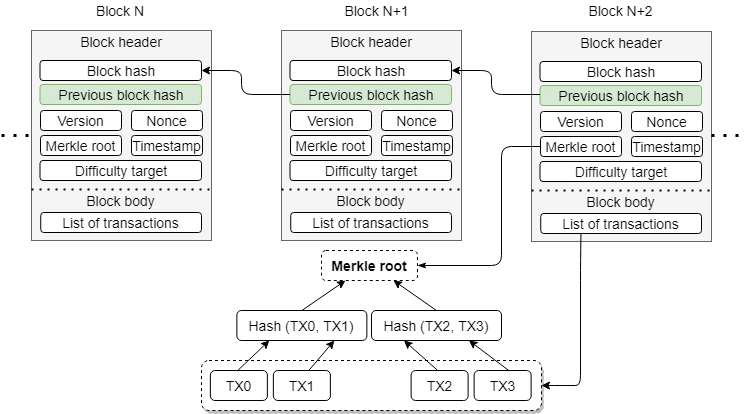 Block N
Block N+1
Block N+2
Block header
Block hash
Previous block hash
Version
Nonce
Merkle root
Timestamp
Difficulty target
Block body
List of transactions
Block header
Block hash
Previous block hash
Version
Nonce
Merkle root
Timestamp
Difficulty target
Block body
List of transactions
Block header
Block hash
Previous block hash
Version
Nonce
Merkle root
Timestamp
Difficulty target
Block body
List of transactions
Merkle root
Hash (TX0, TX1)
Hash (TX2, TX3)
TX0
TX1
TX2
TX3